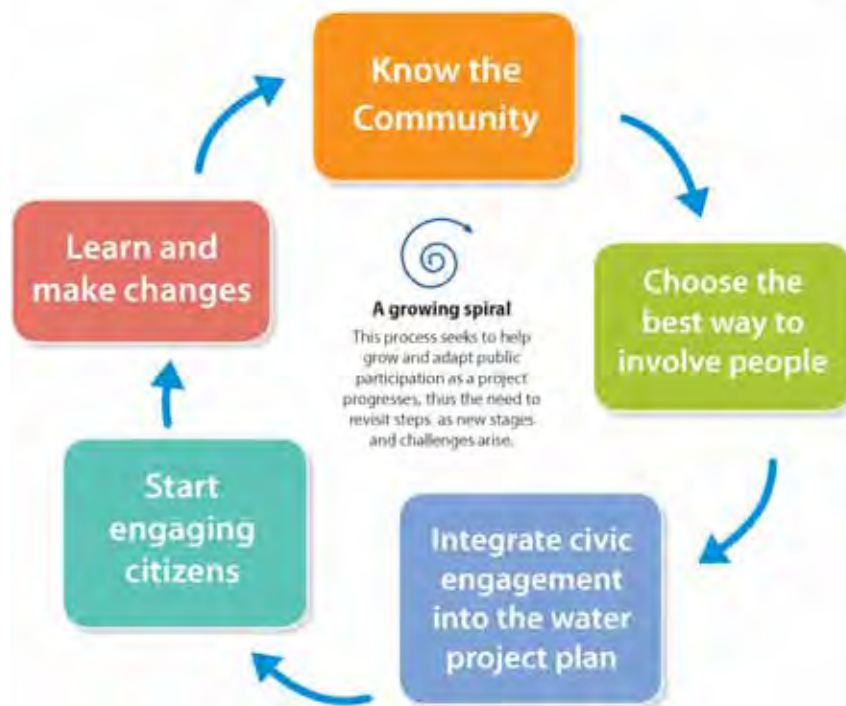 Know the
Community
Choose the
best way to
involve people
Integrate civic
engagement
into the water
project plan
Start
engaging
citizens
Learn and
make changes
A growing spiral
This process seeks to help
grow and adapt public
participation as a project
progresses, thus the need to
revisit steps as new stages
and challenges arise.